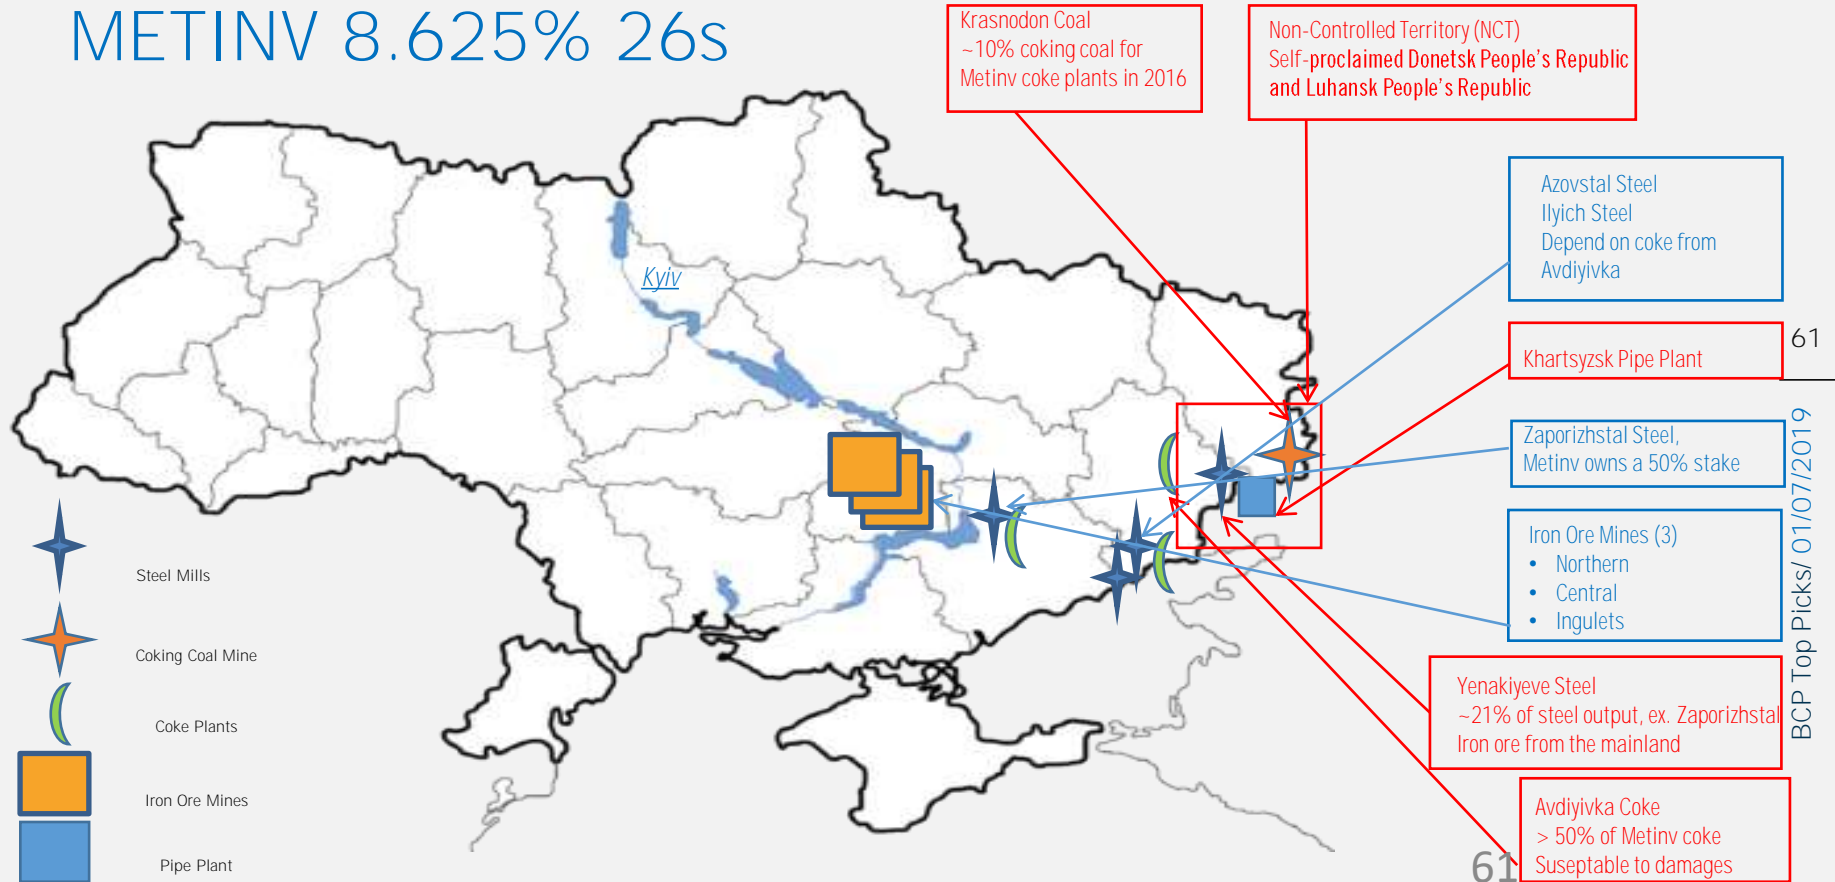 METINV 8.625% 26s
Krasnodon Coal
~10% coking coal for
Metinv coke plants in 2016
Non-Controlled Territory (NCT)
Self-proclaimed Donetsk People's Republic
and Luhansk People's Republic
Azovstal Steel
Ilyich Steel
Depend on coke from
Avdiyivka
Kyiv
61
Khartsyzsk Pipe Plant
Zaporizhstal Steel,
Metinv owns a 50% stake
BCP Top Picks/ 01/07/2019
Iron Ore Mines (3)
• Northern
• Central
• Ingulets
Steel Mills
Coking Coal Mine
Coke Plants
Iron Ore Mines
Pipe Plant
Yenakiyeve Steel
~21% of steel output, ex. Zaporizhstal
Iron ore from the mainland
Avdiyivka Coke
> 50% of Metinv coke
Suseptable to damages
61